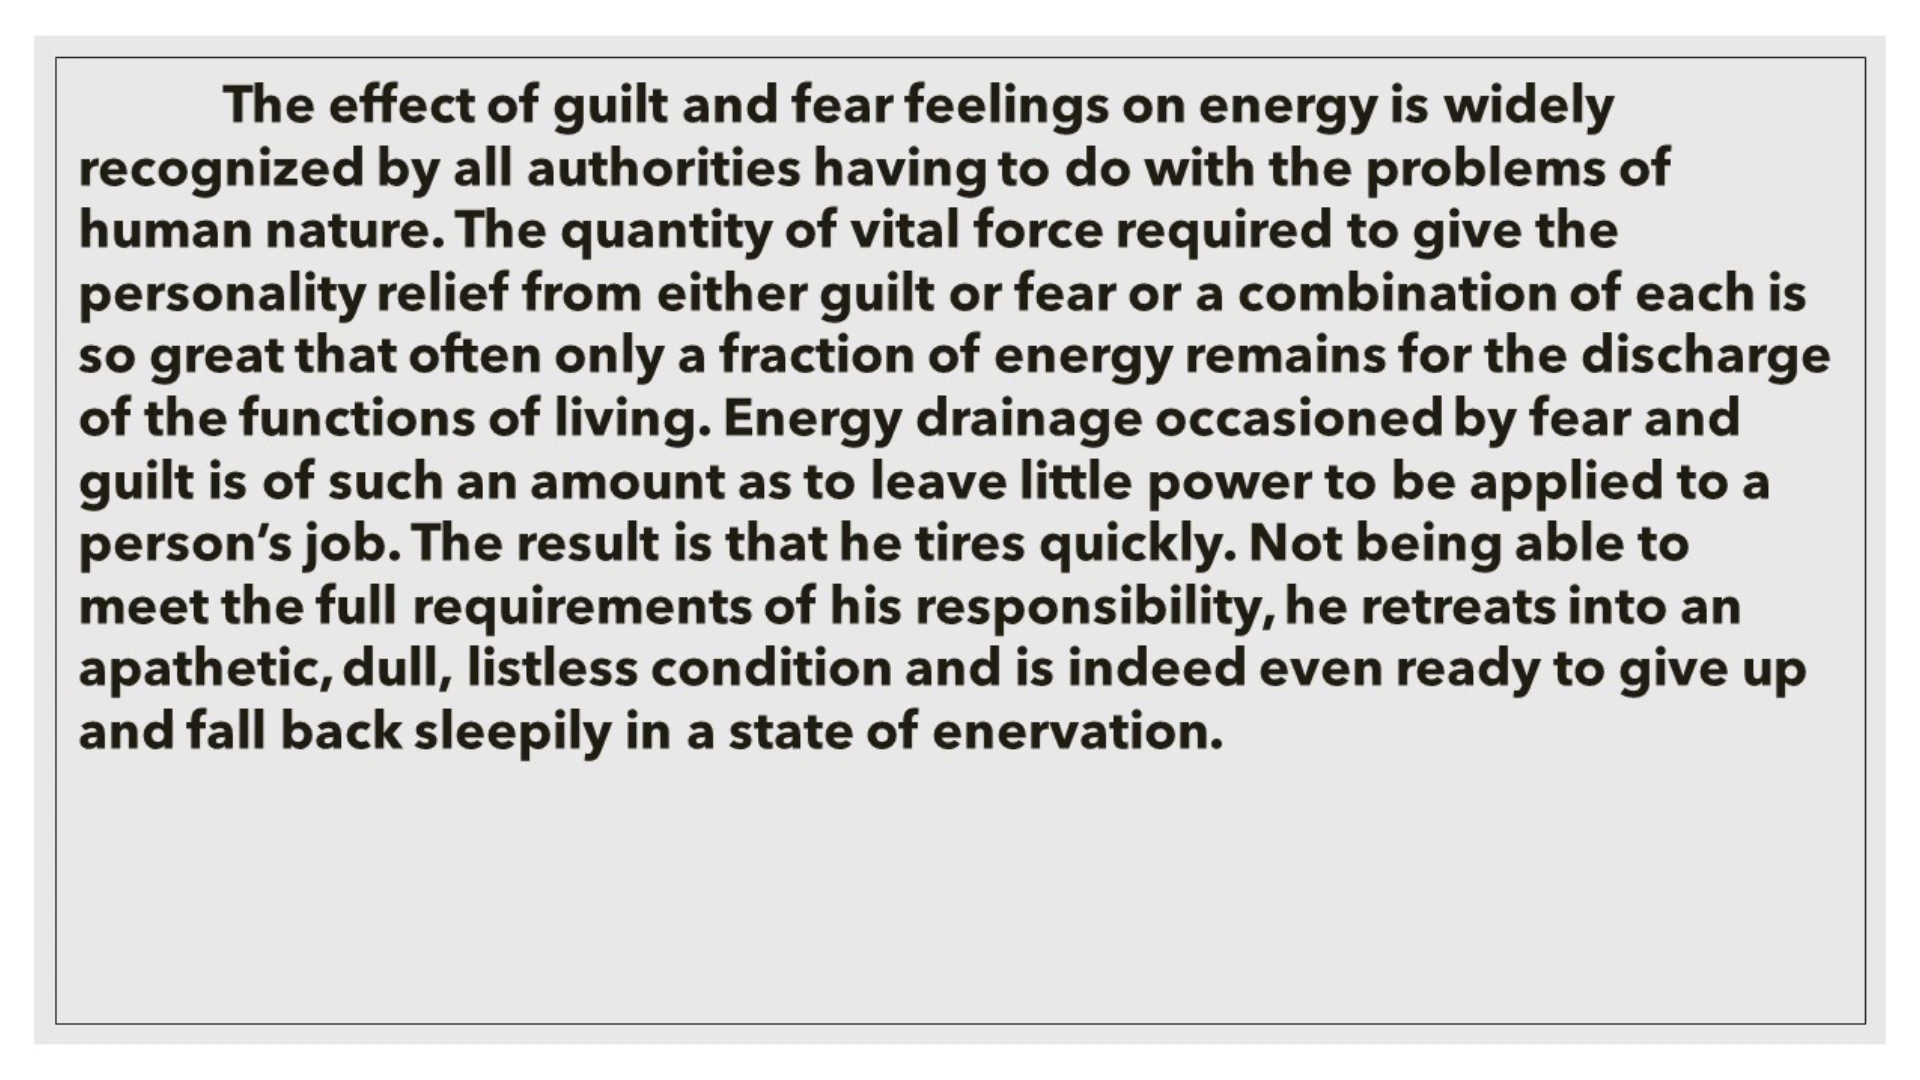 The effect of guilt and fear feelings on energy is widely
recognized by all authorities having to do with the problems of
human nature. The quantity of vital force required to give the
personality relief from either guilt or fear or a combination of each is
so great that often only a fraction of energy remains for the discharge
of the functions of living. Energy drainage occasioned by fear and
guilt is of such an amount as to leave little power to be applied to a
person’s job. The result is that he tires quickly. Not being able to
meet the full requirements of his responsibility, he retreats into an
apathetic, dull, listless condition and is indeed even ready to give up
and fall back sleepily in a state of enervation.